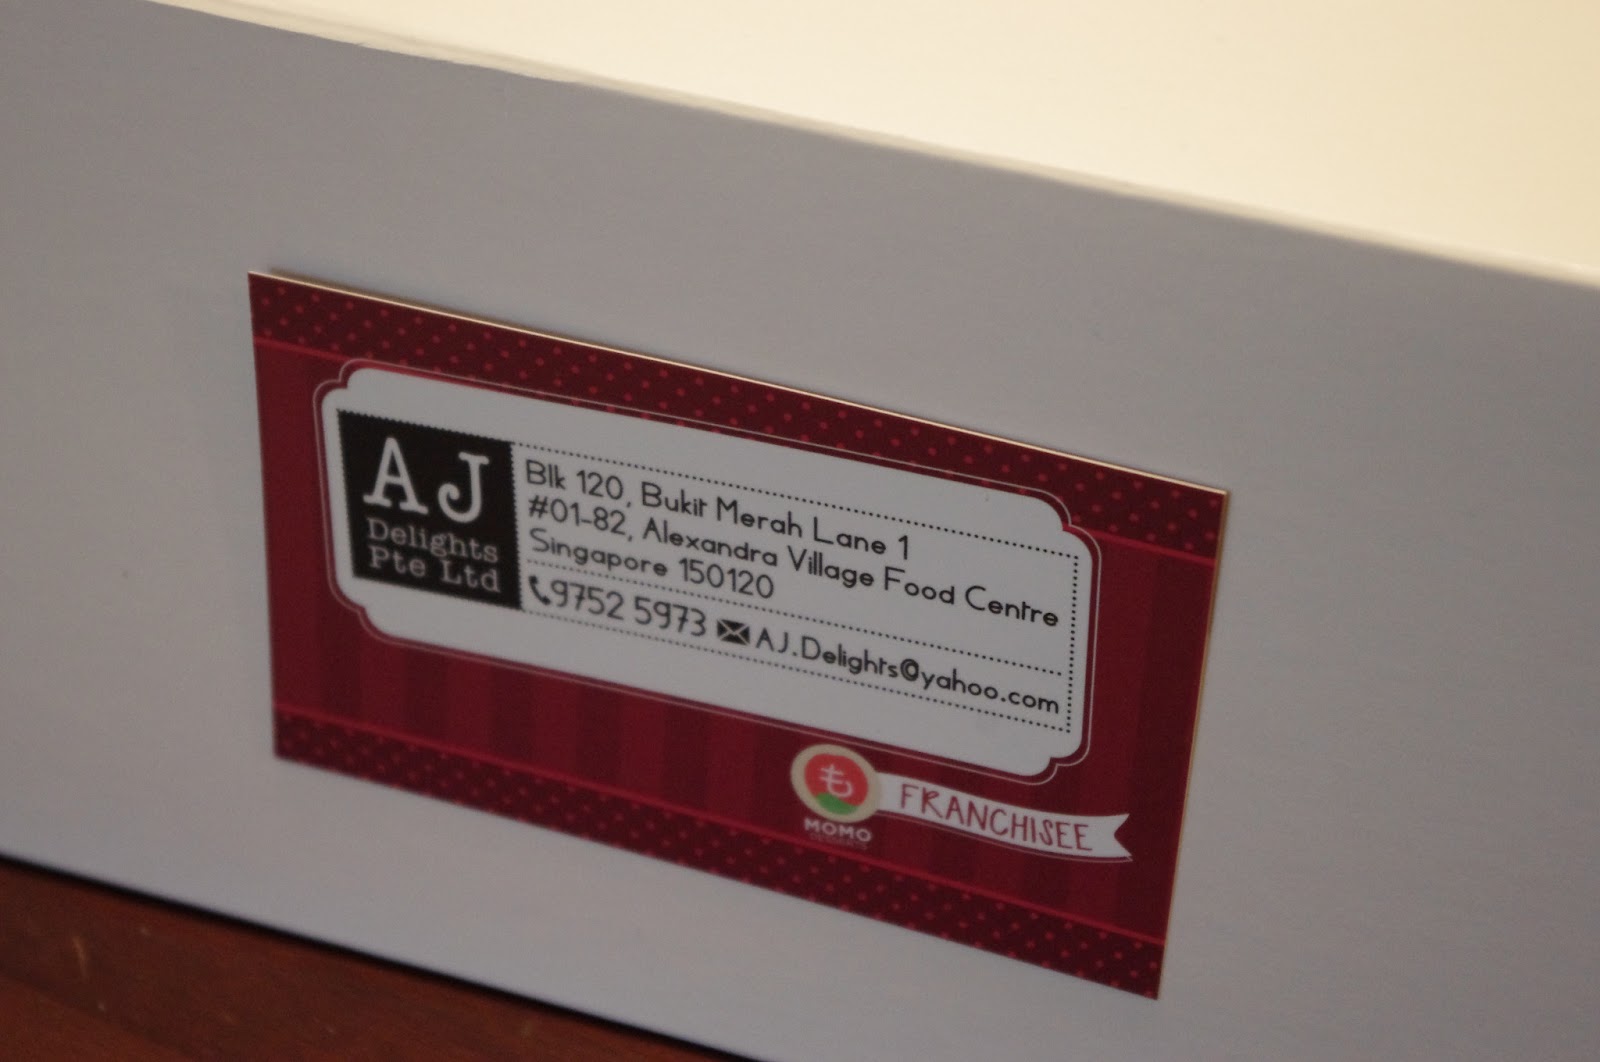 AJ
Delights
Pte Ltd
Blk 120, Bukit Merah Lane 1
#01-82, Alexandra Village Food Centre
Singapore 150120
9752 5973 AJ.Delights@yahoo.com
も
MOMO
FRANCHISEE